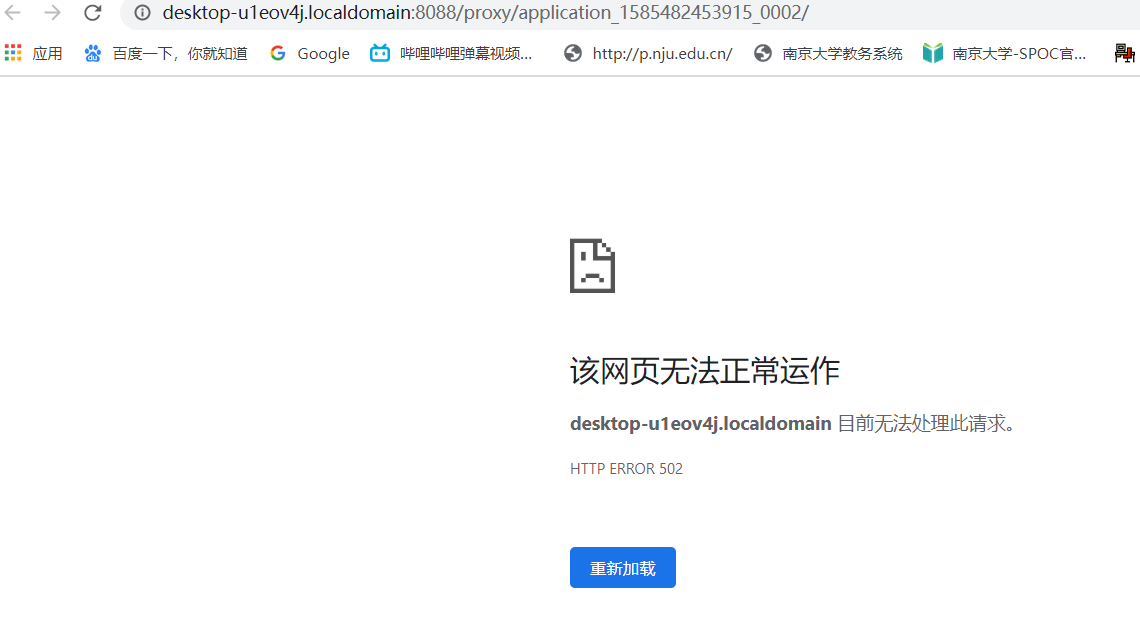 desktop-u1eov4j.localdomain:8088/proxy/application_1585482453915_0002/
应用 百度一下，你就知道 Google 哔哩哔哩弹幕视频... http://p.nju.edu.cn/ 南京大学教务系统 南京大学-SPOC官...
该网页无法正常运作
desktop-u1eov4j.localdomain 目前无法处理此请求。
HTTP ERROR 502
重新加载